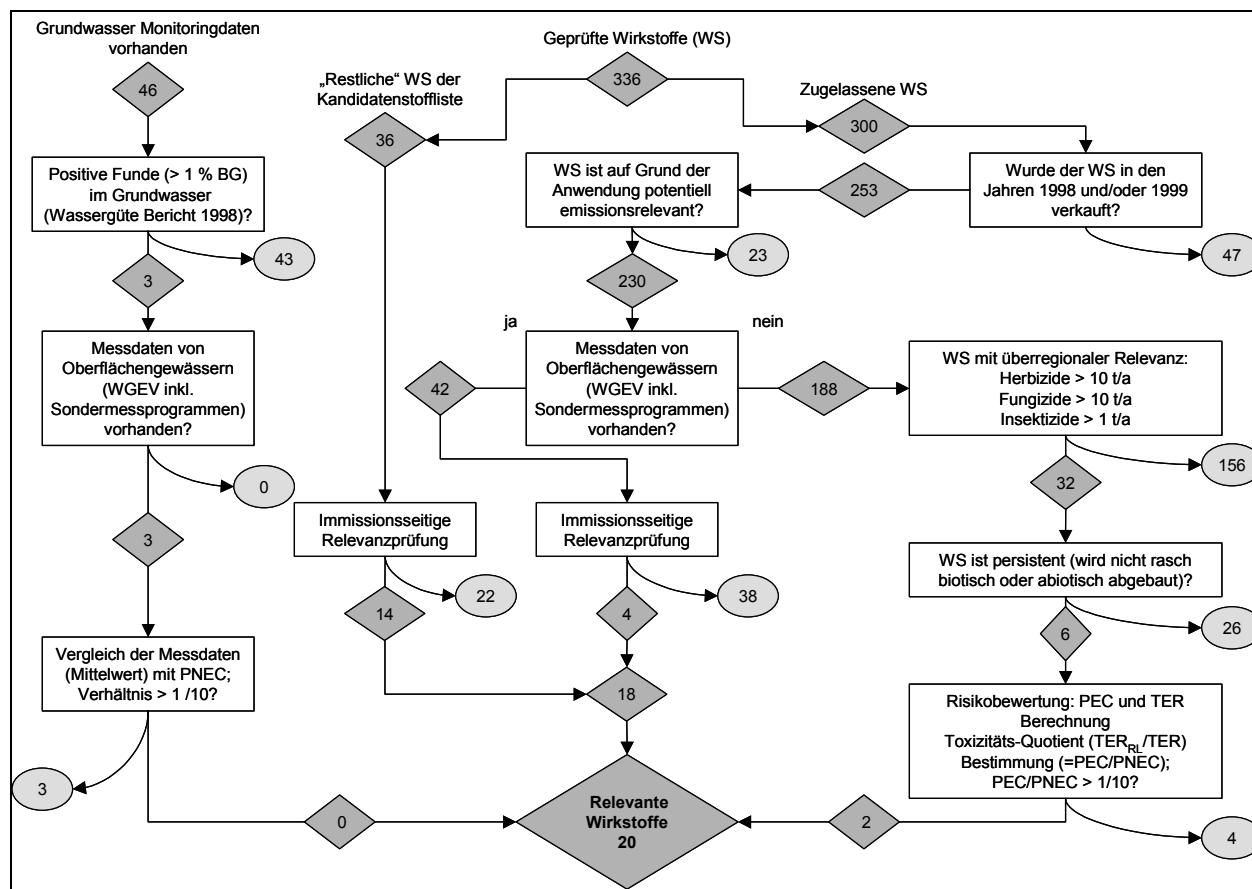 Grundwasser Monitoringdaten
vorhanden
46
Positive Funde (> 1 % BG)
im Grundwasser
(Wassergüte Bericht 1998)?
43
3
Messdaten von
Oberflächengewässern
(WGEV inkl.
Sondermessprogrammen)
vorhanden?
0
3
Vergleich der Messdaten
(Mittelwert) mit PNEC;
Verhältnis > 1 /10?
3
0
Geprüfte Wirkstoffe (WS)
336
„Restliche“ WS der
Kandidatenstoffliste
36
Immissionsseitige
Relevanzprüfung
22
14
Zugelassene WS
300
Wurde der WS in den
Jahren 1998 und/oder 1999
verkauft?
47
253
WS ist auf Grund der
Anwendung potentiell
emissionsrelevant?
23
230
ja
nein
Messdaten von
Oberflächengewässern
(WGEV inkl.
Sondermessprogrammen)
vorhanden?
42
188
Immissionsseitige
Relevanzprüfung
38
4
18
WS mit überregionaler Relevanz:
Herbizide > 10 t/a
Fungizide > 10 t/a
Insektizide > 1 t/a
156
32
WS ist persistent (wird nicht rasch
biotisch oder abiotisch abgebaut)?
26
6
Risikobewertung: PEC und TER
Berechnung
Toxizitäts-Quotient (TERRL/TER)
Bestimmung (=PEC/PNEC);
PEC/PNEC > 1/10?
4
2
Relevante
Wirkstoffe
20